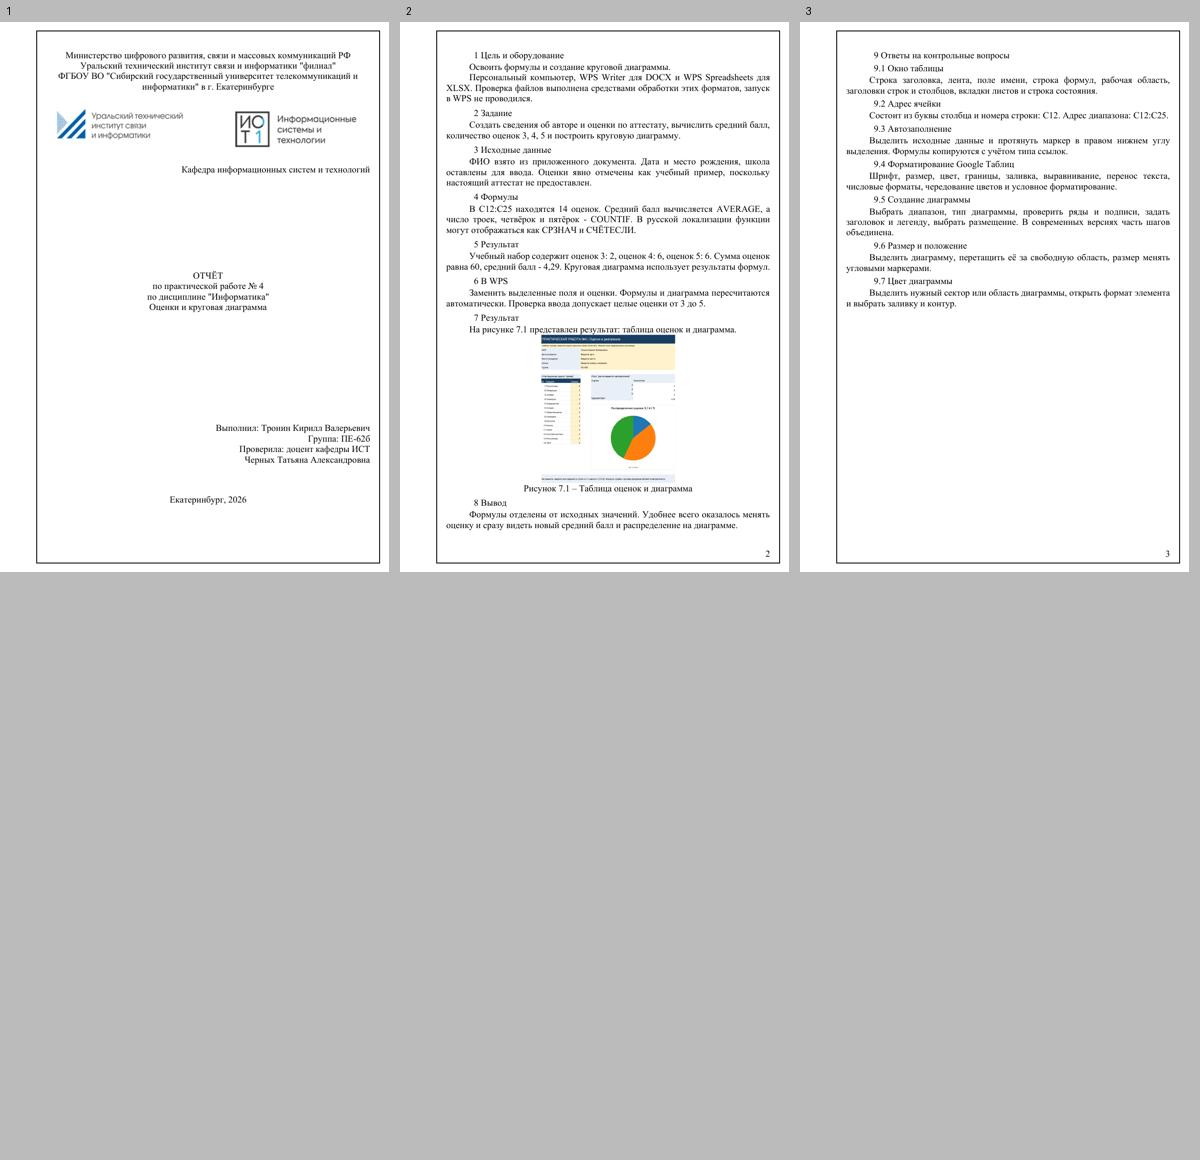 1
Министерство цифрового развития, связи и массовых коммуникаций РФ
Уральский технический институт связи и информатики "филиал"
ФГБОУ ВО "Сибирский государственный университет телекоммуникаций и
информатики" в г. Екатеринбурге
Уральский технический
институт связи
и информатики
ИО
Т 1
Информационные
системы и
технологии
Кафедра информационных систем и технологий
ОТЧЁТ
по практической работе № 4
по дисциплине "Информатика"
Оценки и круговая диаграмма
Выполнил: Тронин Кирилл Валерьевич
Группа: ПЕ-62б
Проверила: доцент кафедры ИСТ
Черных Татьяна Александровна
Екатеринбург, 2026
2
1 Цель и оборудование
Освоить формулы и создание круговой диаграммы.
Персональный компьютер, WPS Writer для DOCX и WPS Spreadsheets для
XLSX. Проверка файлов выполнена средствами обработки этих форматов, запуск
в WPS не проводился.
2 Задание
Создать сведения об авторе и оценки по аттестату, вычислить средний балл,
количество оценок 3, 4, 5 и построить круговую диаграмму.
3 Исходные данные
ФИО взято из приложенного документа. Дата и место рождения, школа
оставлены для ввода. Оценки явно отмечены как учебный пример, поскольку
настоящий аттестат не предоставлен.
4 Формулы
В C12:C25 находятся 14 оценок. Средний балл вычисляется AVERAGE, а
число троек, четвёрок и пятёрок - COUNTIF. В русской локализации функции
могут отображаться как СРЗНАЧ и СЧЁТЕСЛИ.
5 Результат
Учебный набор содержит оценок 3: 2, оценок 4: 6, оценок 5: 6. Сумма оценок
равна 60, средний балл - 4,29. Круговая диаграмма использует результаты формул.
6 В WPS
Заменить выделенные поля и оценки. Формулы и диаграмма пересчитаются
автоматически. Проверка ввода допускает целые оценки от 3 до 5.
7 Результат
На рисунке 7.1 представлен результат: таблица оценок и диаграмма.
Рисунок 7.1 – Таблица оценок и диаграмма
8 Вывод
Формулы отделены от исходных значений. Удобнее всего оказалось менять
оценку и сразу видеть новый средний балл и распределение на диаграмме.
2
3
9 Ответы на контрольные вопросы
9.1 Окно таблицы
Строка заголовка, лента, поле имени, строка формул, рабочая область,
заголовки строк и столбцов, вкладки листов и строка состояния.
9.2 Адрес ячейки
Состоит из буквы столбца и номера строки: C12. Адрес диапазона: C12:C25.
9.3 Автозаполнение
Выделить исходные данные и протянуть маркер в правом нижнем углу
выделения. Формулы копируются с учётом типа ссылок.
9.4 Форматирование Google Таблиц
Шрифт, размер, цвет, границы, заливка, выравнивание, перенос текста,
числовые форматы, чередование цветов и условное форматирование.
9.5 Создание диаграммы
Выбрать диапазон, тип диаграммы, проверить ряды и подписи, задать
заголовок и легенду, выбрать размещение. В современных версиях часть шагов
объединена.
9.6 Размер и положение
Выделить диаграмму, перетащить её за свободную область, размер менять
угловыми маркерами.
9.7 Цвет диаграммы
Выделить нужный сектор или область диаграммы, открыть формат элемента
и выбрать заливку и контур.
3